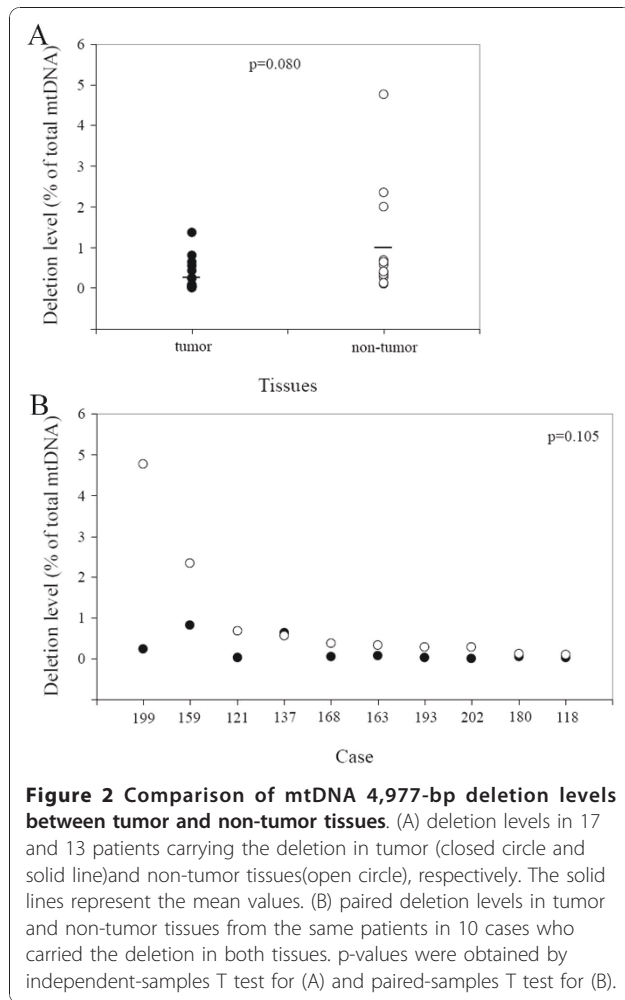 A
Deletion level (% of total mtDNA)
6
5
4
3
2
1
0
p=0.080
tumor
non-tumor
Tissues
B
Deletion level (% of total mtDNA)
6
5
4
3
2
1
0
p=0.105
199 159 121 137 168 163 193 202 180 118
Case
Figure 2 Comparison of mtDNA 4,977-bp deletion levels
between tumor and non-tumor tissues. (A) deletion levels in 17
and 13 patients carrying the deletion in tumor (closed circle and
solid line)and non-tumor tissues(open circle), respectively. The solid
lines represent the mean values. (B) paired deletion levels in tumor
and non-tumor tissues from the same patients in 10 cases who
carried the deletion in both tissues. p-values were obtained by
independent-samples T test for (A) and paired-samples T test for (B).